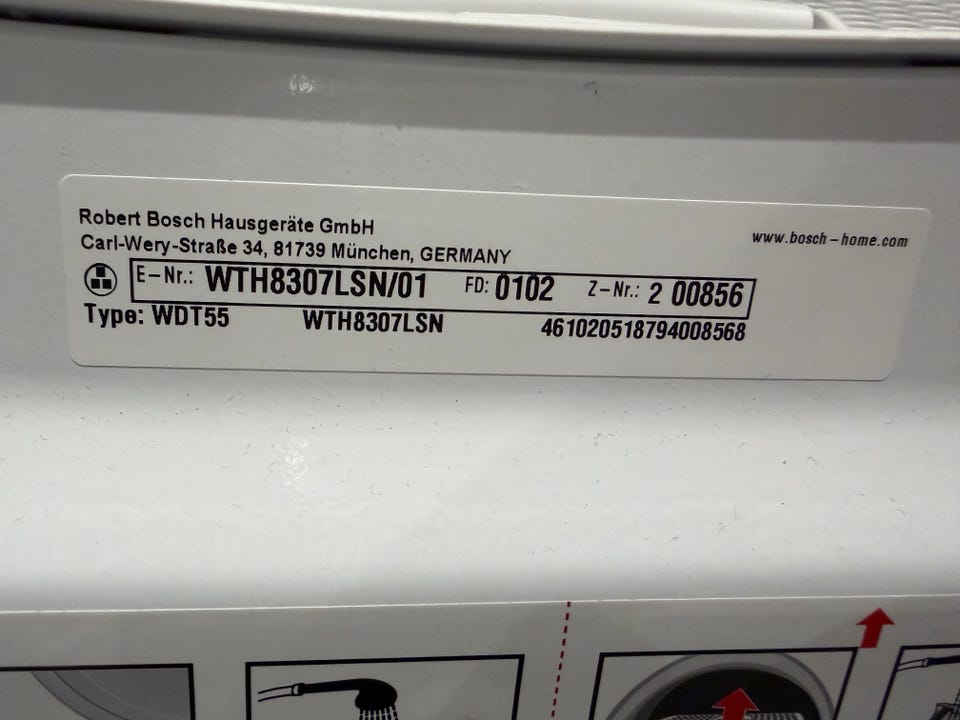 Robert Bosch Hausgeräte GmbH
Carl-Wery-Straße 34, 81739 München, GERMANY
www.bosch-home.com
E-Nr.: WTH8307LSN/01 FD: 0102 Z-Nr.: 2 00856
Type: WDT55 WTH8307LSN 461020518794008568